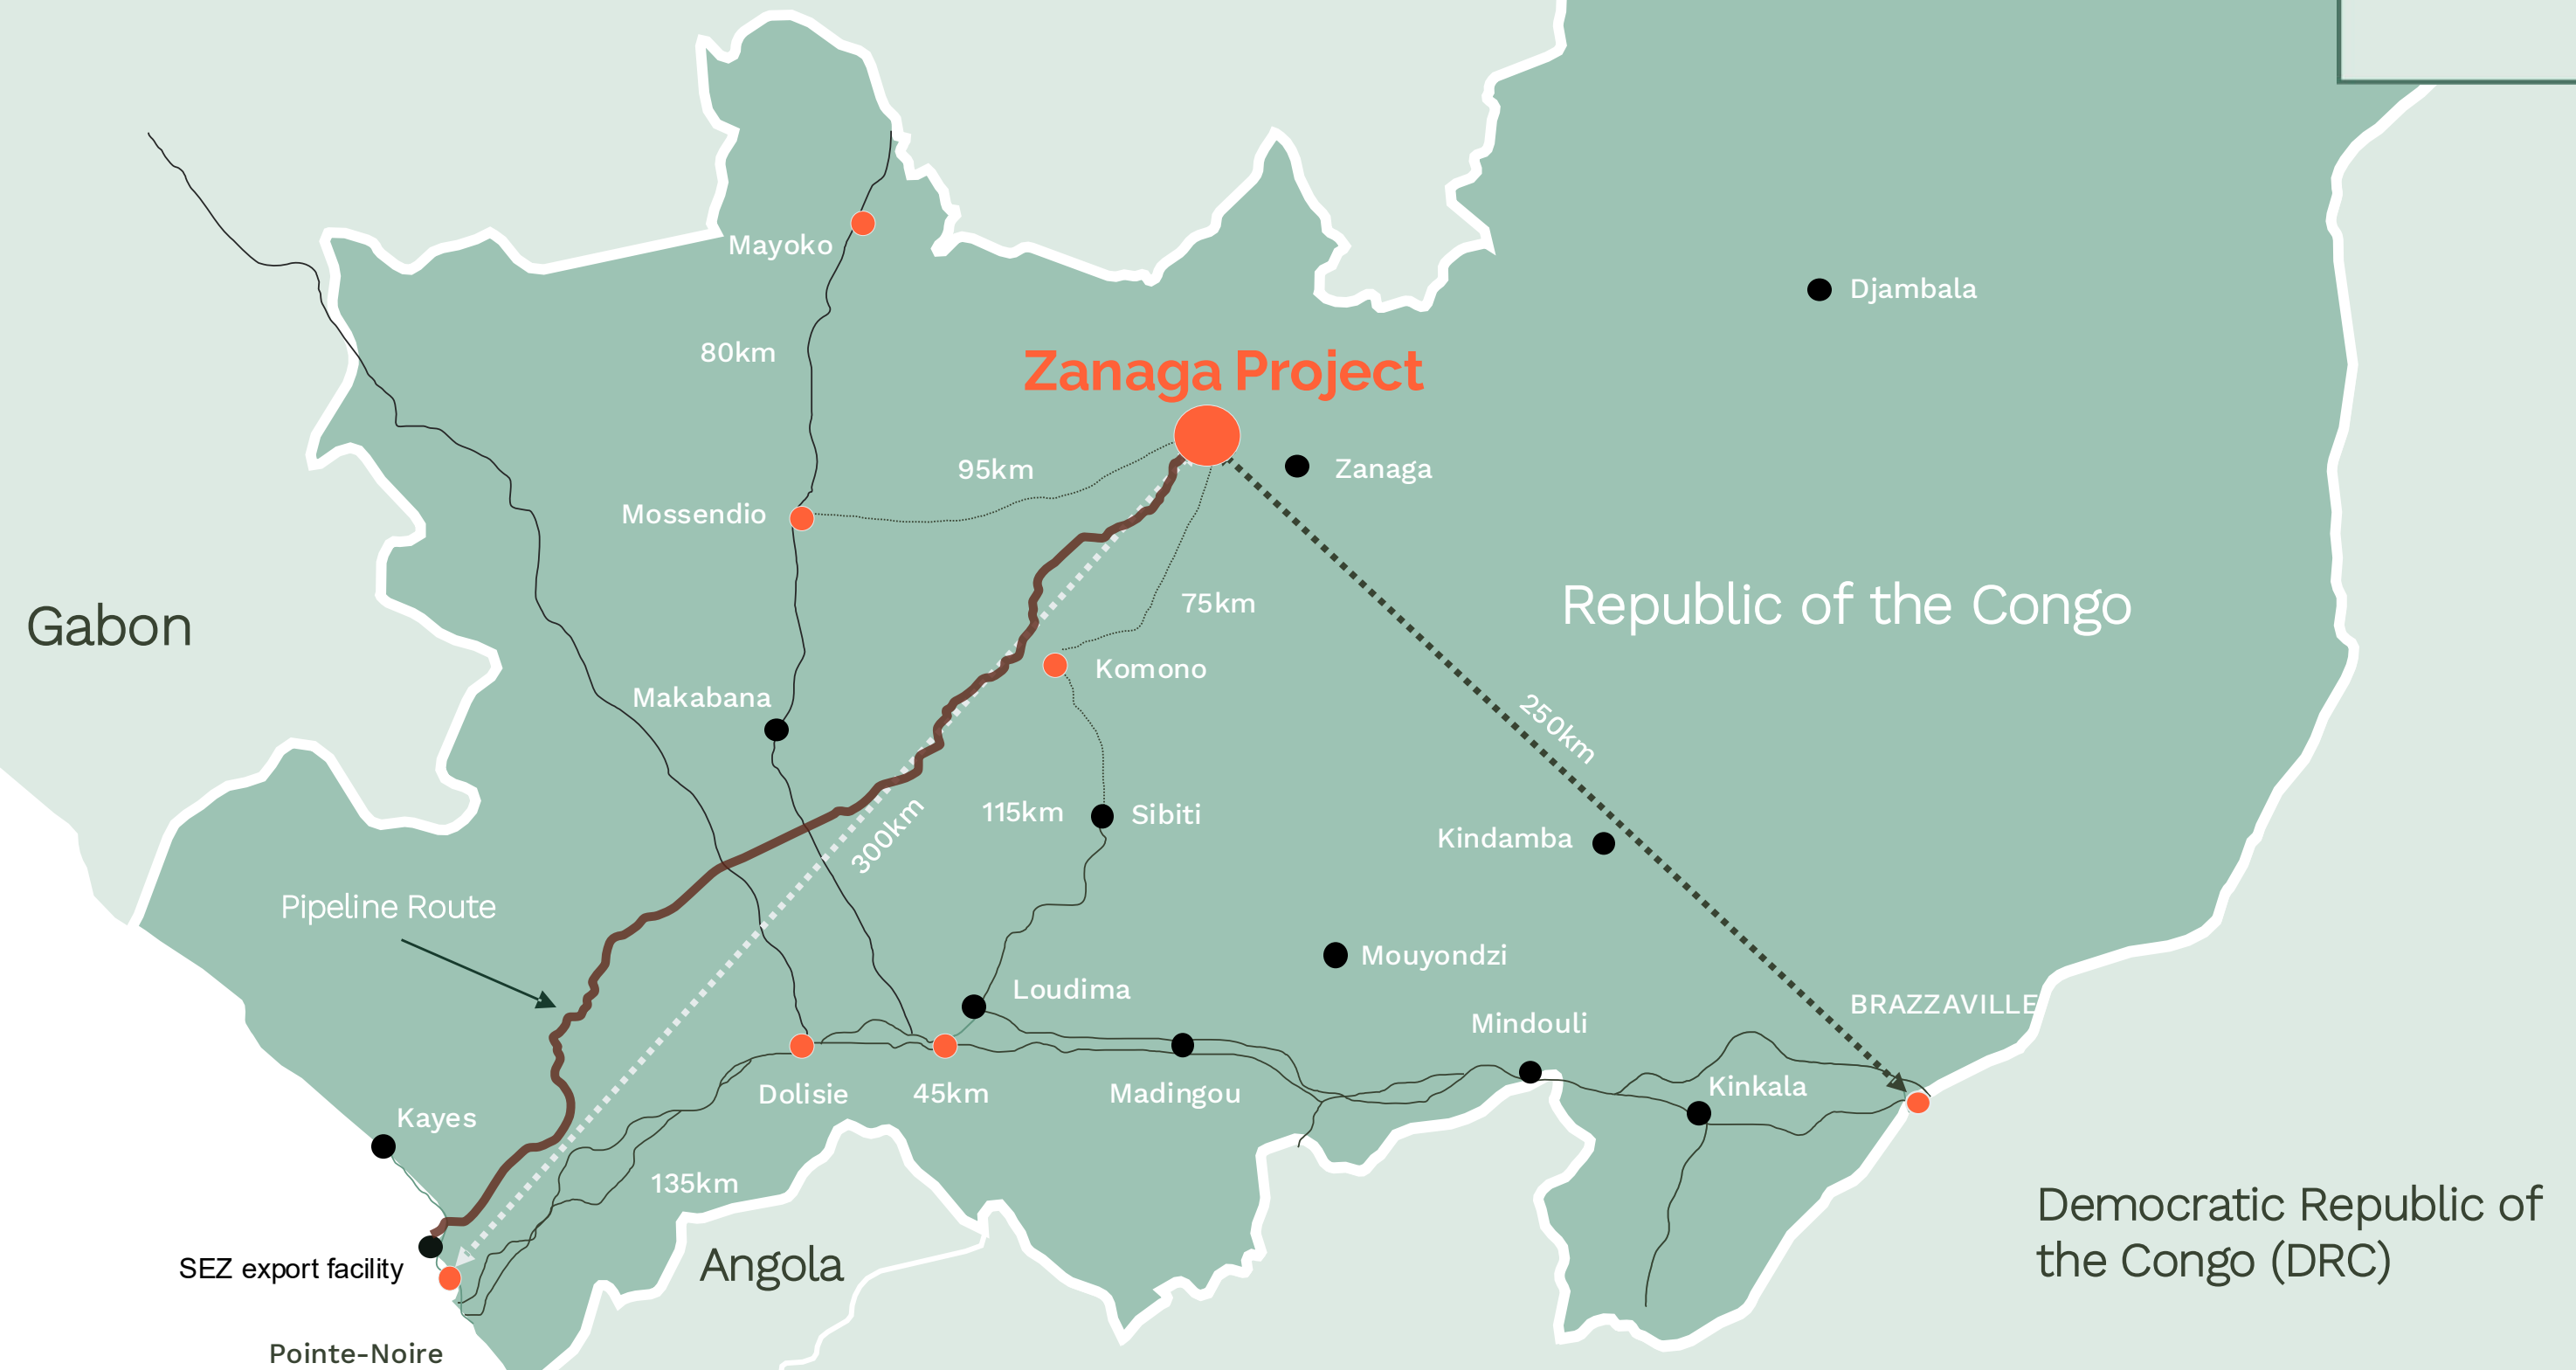 Mayoko
Djambala
80km
Zanaga Project
95km
Zanaga
Mossendio
75km
Republic of the Congo
Gabon
Komono
Makabana
250km
300km
115km
Sibiti
Kindamba
Pipeline Route
Mouyondzi
Loudima
BRAZZAVILLE
Mindouli
Kinkala
Dolisie
45km
Madingou
Kayes
135km
Democratic Republic of
the Congo (DRC)
SEZ export facility
Angola
Pointe-Noire